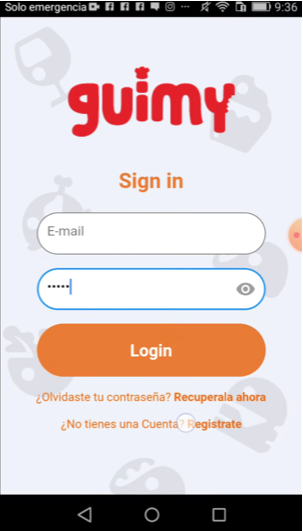 Solo emergencia 9:36
guimy
Sign in
E-mail
•••••
Login
¿Olvidaste tu contraseña? Recuperala ahora
¿No tienes una Cuenta? Registrate